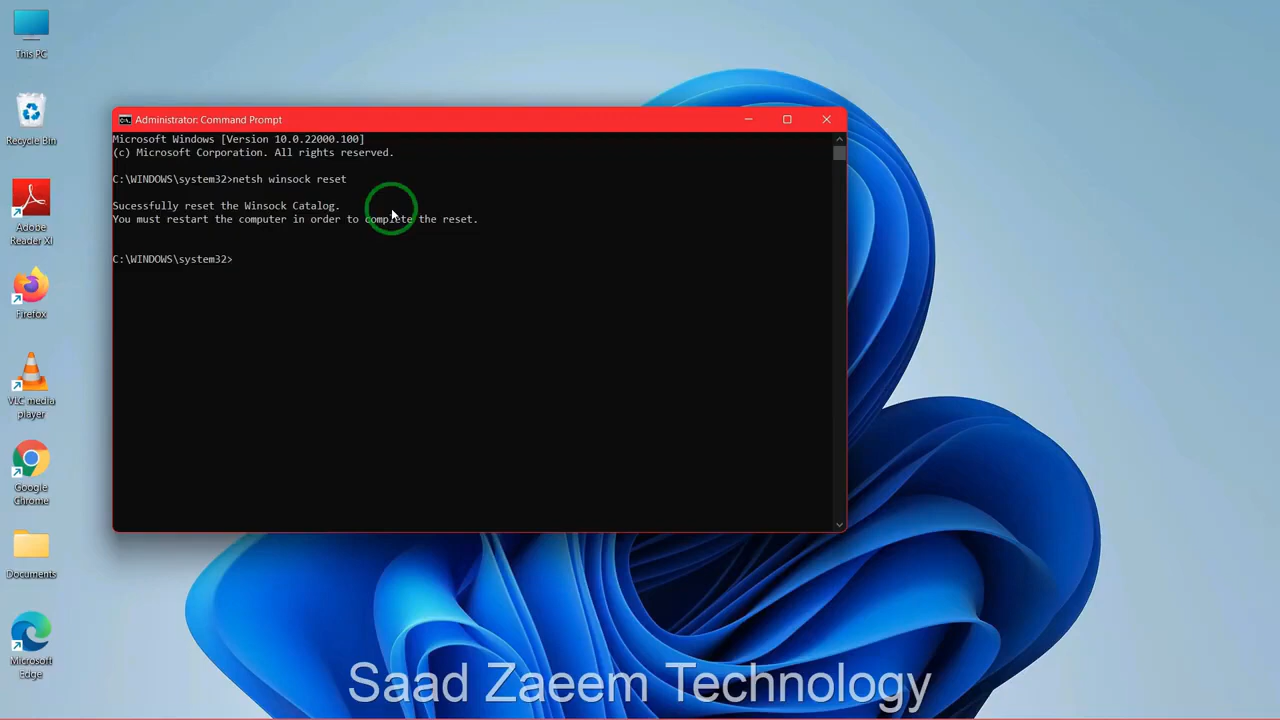 This PC
Recycle Bin
Adobe
Reader XI
Firefox
VLC media
player
Google
Chrome
Documents
Microsoft
Edge
Administrator: Command Prompt
Microsoft Windows [Version 10.0.22000.100]
(c) Microsoft Corporation. All rights reserved.
C:\WINDOWS\system32>netsh winsock reset
Sucessfully reset the Winsock Catalog.
You must restart the computer in order to complete the reset.
C:\WINDOWS\system32>
Saad Zaeem Technology